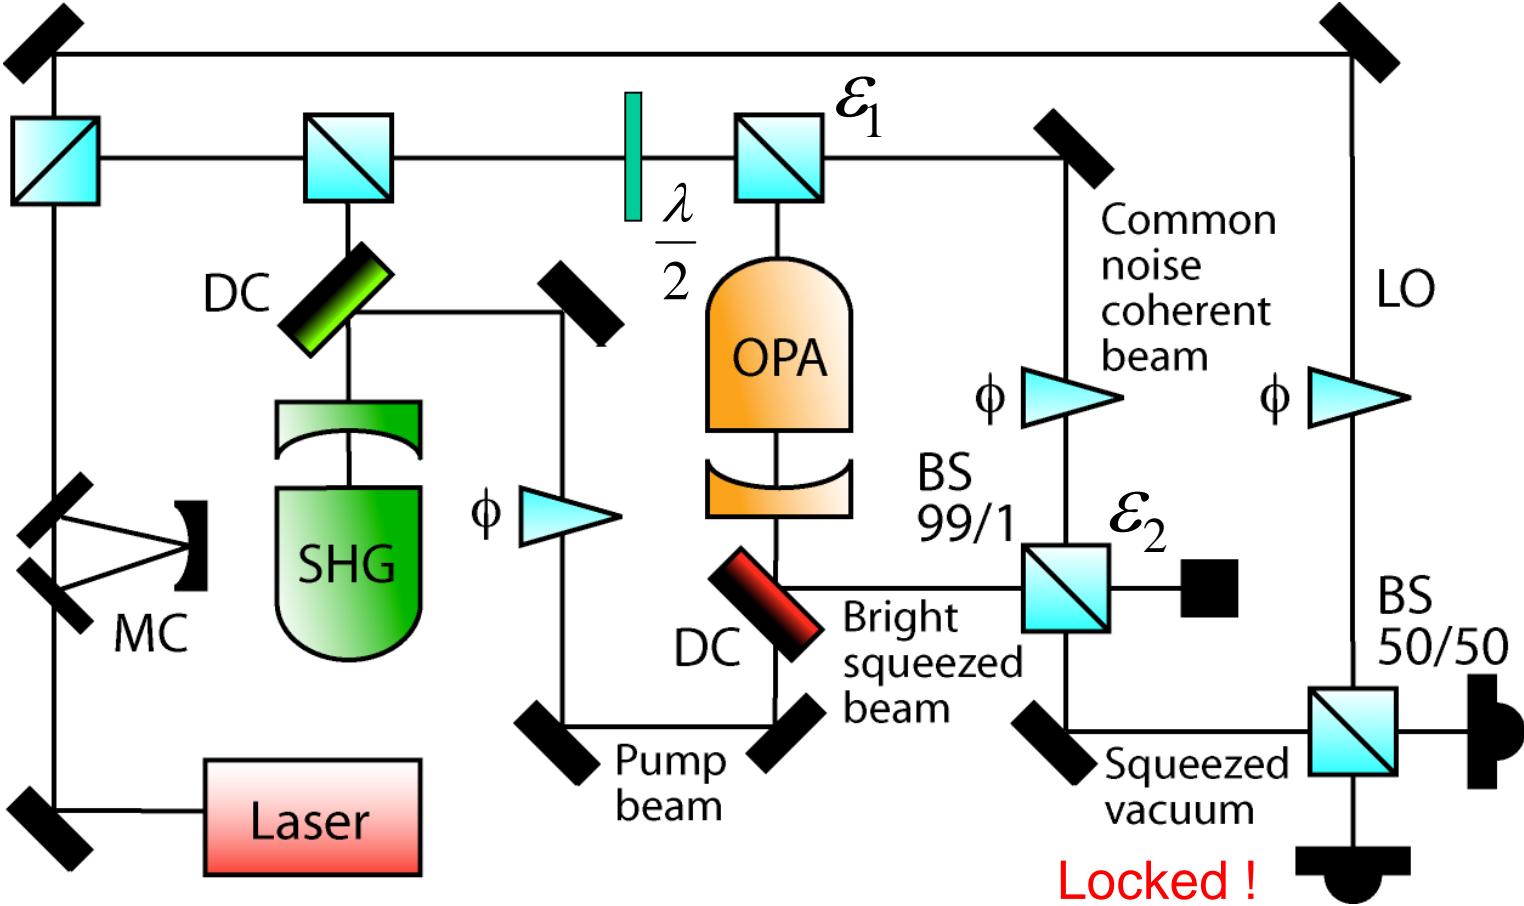 ε1
λ
2
DC
Common
noise
coherent
beam
LO
OPA
ϕ
ϕ
BS
99/1
ε2
ϕ
SHG
MC
DC
Bright
squeezed
beam
BS
50/50
Pump
beam
Squeezed
vacuum
Laser
Locked !